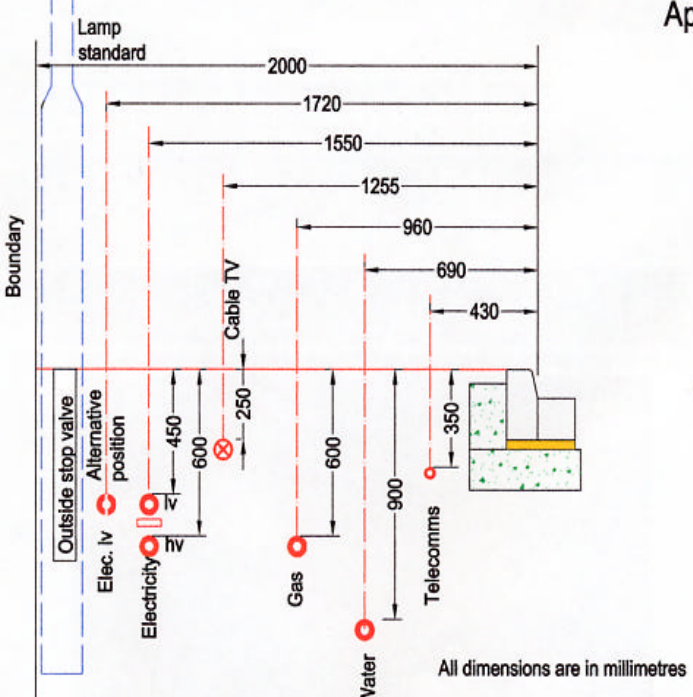 Ap
Lamp
standard
2000
1720
1550
1255
960
690
430
Boundary
Cable TV
Outside stop valve
Alternative
position
450
600
250
600
900
350
lv
hv
Elec. lv
Electricity
Gas
Water
Telecomms
All dimensions are in millimetres